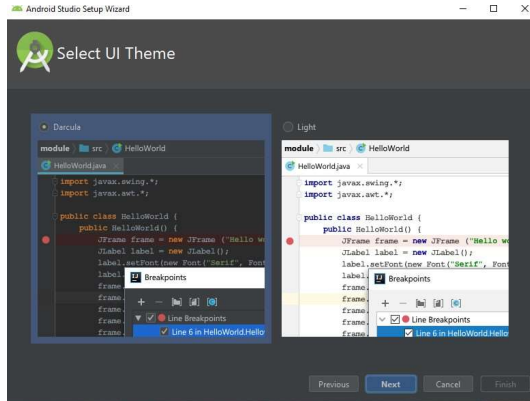 Android Studio Setup Wizard
Select UI Theme
Darcula
module src HelloWorld
HelloWorld.java
import javax.swing.*;
import javax.awt.*;
public class HelloWorld {
public HelloWorld() {
JFrame frame = new JFrame ("Hello w
JLabel label = new JLabel();
label.setFont(new Font("Serif", Font
label.
frame.
frame.
frame.
frame.
frame.
Breakpoints
Line Breakpoints
Line 6 in HelloWorld.Hello
Light
module src HelloWorld
HelloWorld.java
import javax.swing.*;
import javax.awt.*;
public class HelloWorld {
public HelloWorld() {
JFrame frame = new JFrame ("Hello w
JLabel label = new JLabel();
label.setFont(new Font("Serif", Font
label.
frame.
frame.
frame.
frame.
frame.
Breakpoints
Line Breakpoints
Line 6 in HelloWorld.Hello
Previous Next Cancel Finish